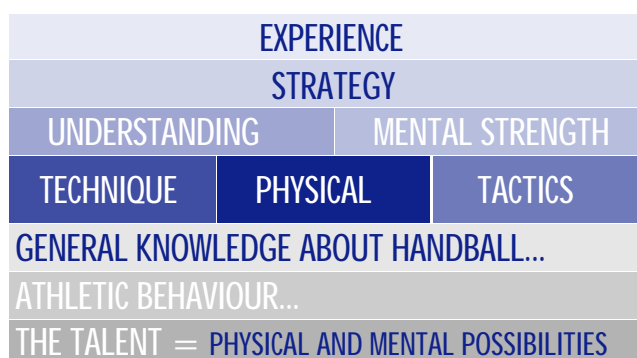 EXPERIENCE
STRATEGY
UNDERSTANDING MENTAL STRENGTH
TECHNIQUE PHYSICAL TACTICS
GENERAL KNOWLEDGE ABOUT HANDBALL...
ATHLETIC BEHAVIOUR...
THE TALENT = PHYSICAL AND MENTAL POSSIBILITIES